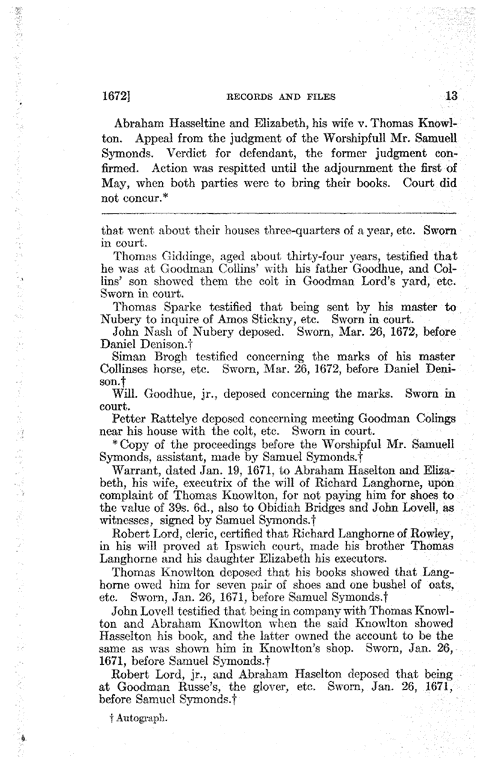 1672] RECORDS AND FILES 13
Abraham Hasseltine and Elizabeth, his wife v. Thomas Knowl-
ton. Appeal from the judgment of the Worshipfull Mr. Samuell
Symonds. Verdict for defendant, the former judgment con-
firmed. Action was respitted until the adjournment the first of
May, when both parties were to bring their books. Court did
not concur.*
that went about their houses three-quarters of a year, etc. Sworn
in court.
Thomas Giddinge, aged about thirty-four years, testified that
he was at Goodman Collins' with his father Goodhue, and Col-
lins' son showed them the colt in Goodman Lord's yard, etc.
Sworn in court.
Thomas Sparke testified that being sent by his master to
Nubery to inquire of Amos Stickny, etc. Sworn in court.
John Nash of Nubery deposed. Sworn, Mar. 26, 1672, before
Daniel Denison.†
Siman Brogh testified concerning the marks of his master
Collinses horse, etc. Sworn, Mar. 26, 1672, before Daniel Deni-
son.†
Will. Goodhue, jr., deposed concerning the marks. Sworn in
court.
Petter Rattelye deposed concerning meeting Goodman Colings
near his house with the colt, etc. Sworn in court.
*Copy of the proceedings before the Worshipful Mr. Samuell
Symonds, assistant, made by Samuel Symonds.†
Warrant, dated Jan. 19, 1671, to Abraham Haselton and Eliza-
beth, his wife, executrix of the will of Richard Langhorne, upon
complaint of Thomas Knowlton, for not paying him for shoes to
the value of 39s. 6d., also to Obidiah Bridges and John Lovell, as
witnesses, signed by Samuel Symonds.†
Robert Lord, cleric, certified that Richard Langhorne of Rowley,
in his will proved at Ipswich court, made his brother Thomas
Langhorne and his daughter Elizabeth his executors.
Thomas Knowlton deposed that his books showed that Lang-
horne owed him for seven pair of shoes and one bushel of oats,
etc. Sworn, Jan. 26, 1671, before Samuel Symonds.†
John Lovell testified that being in company with Thomas Knowl-
ton and Abraham Knowlton when the said Knowlton showed
Hasselton his book, and the latter owned the account to be the
same as was shown him in Knowlton's shop. Sworn, Jan. 26,
1671, before Samuel Symonds.†
Robert Lord, jr., and Abraham Haselton deposed that being
at Goodman Russe's, the glover, etc. Sworn, Jan. 26, 1671,
before Samuel Symonds.†
† Autograph.